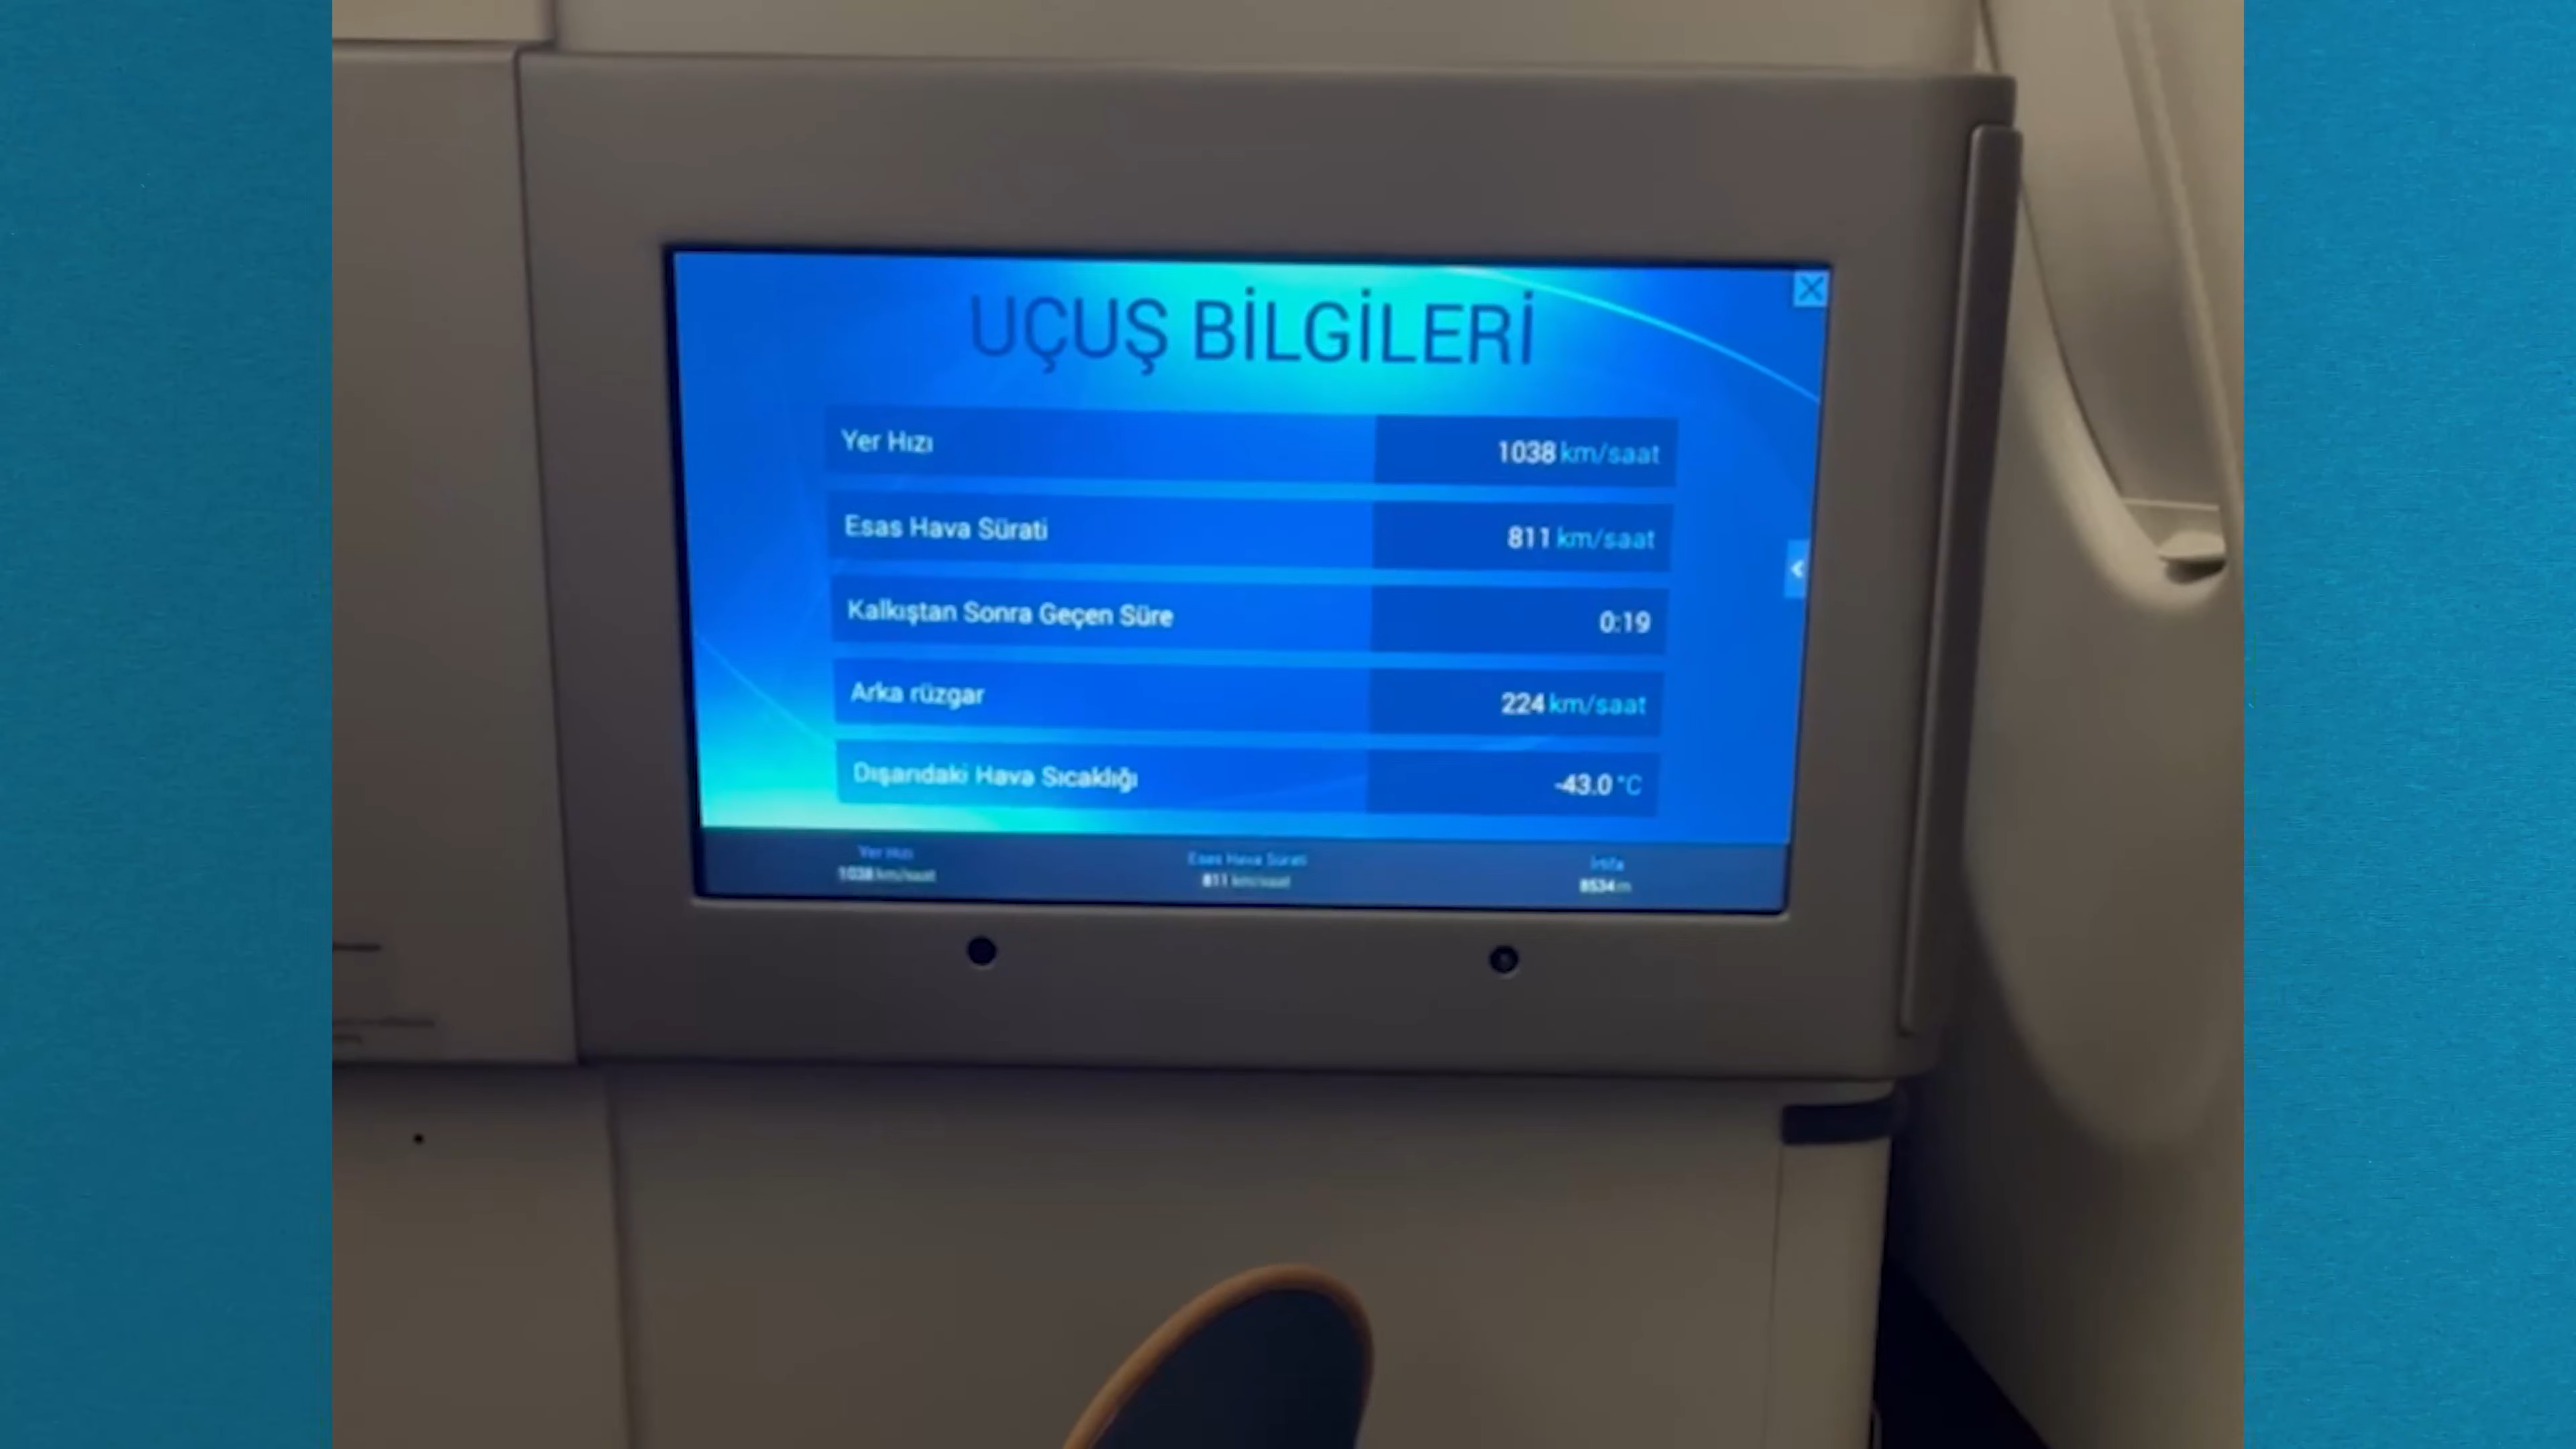 UÇUŞ BİLGİLERİ
Yer Hızı 1038 km/saat
Esas Hava Sürati 811 km/saat
Kalkıştan Sonra Geçen Süre 0:19
Arka rüzgar 224 km/saat
Dışarıdaki Hava Sıcaklığı -43.0 °C
Yer Hızı Esas Hava Sürati İrtifa
1038 km/saat 811 km/saat 8534 m